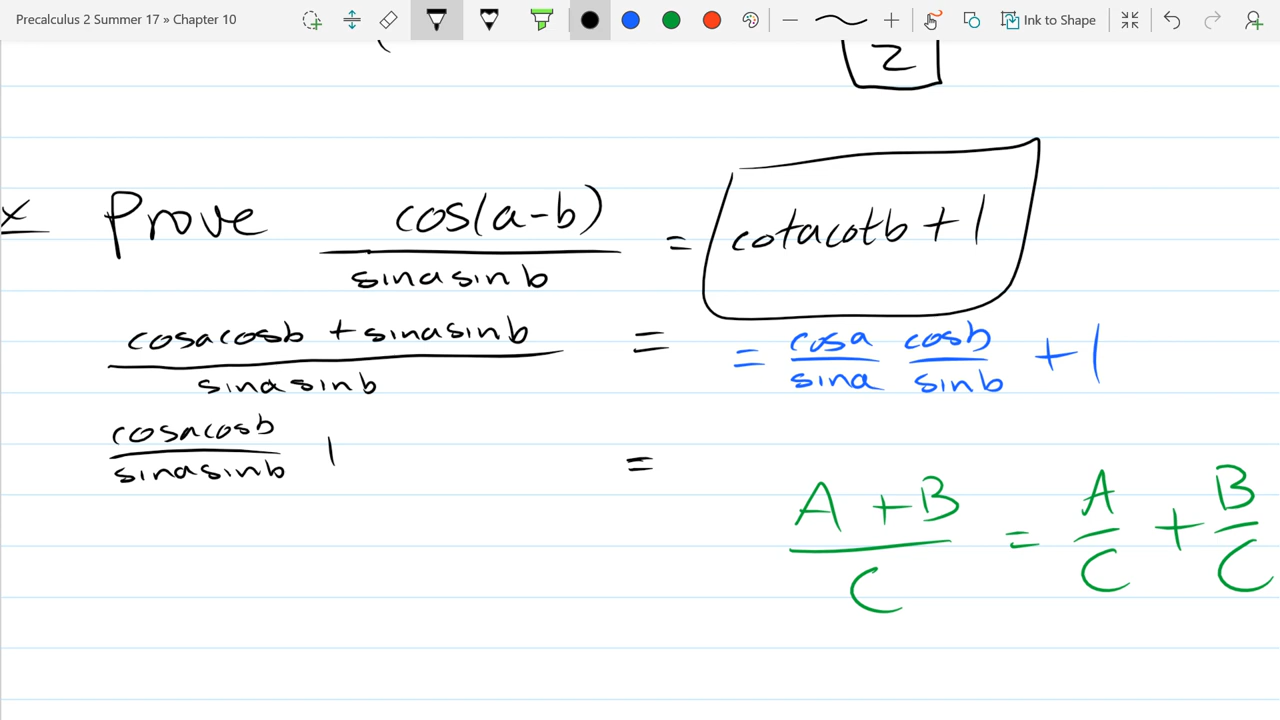 Precalculus 2 Summer 17 » Chapter 10
Ink to Shape
2
x Prove cos(a-b) / sinasinb = cotacotb + 1
cosacosb + sinasinb / sinasinb =
= cosa / sina cosb / sinb + 1
cosacosb / sinasinb =
A + B / C = A / C + B / C